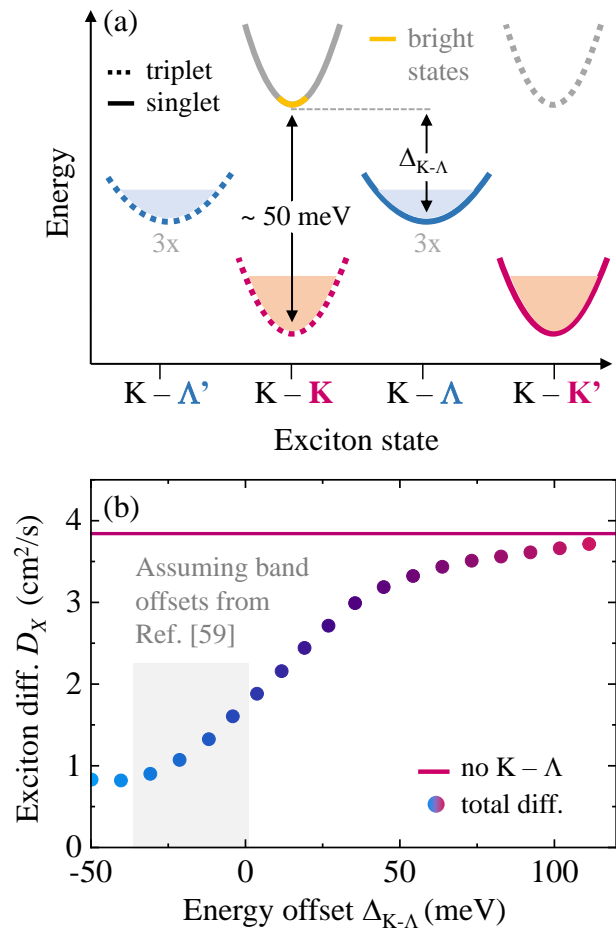 (a)
bright
states
triplet
singlet
Δ_K-Λ
~ 50 meV
3x
3x
Energy
K – Λ’
K – K
K – Λ
K – K’
Exciton state
(b)
4
3
2
1
0
Exciton diff. D_X (cm²/s)
Assuming band
offsets from
Ref. [59]
no K – Λ
total diff.
-50
0
50
100
Energy offset Δ_K-Λ (meV)